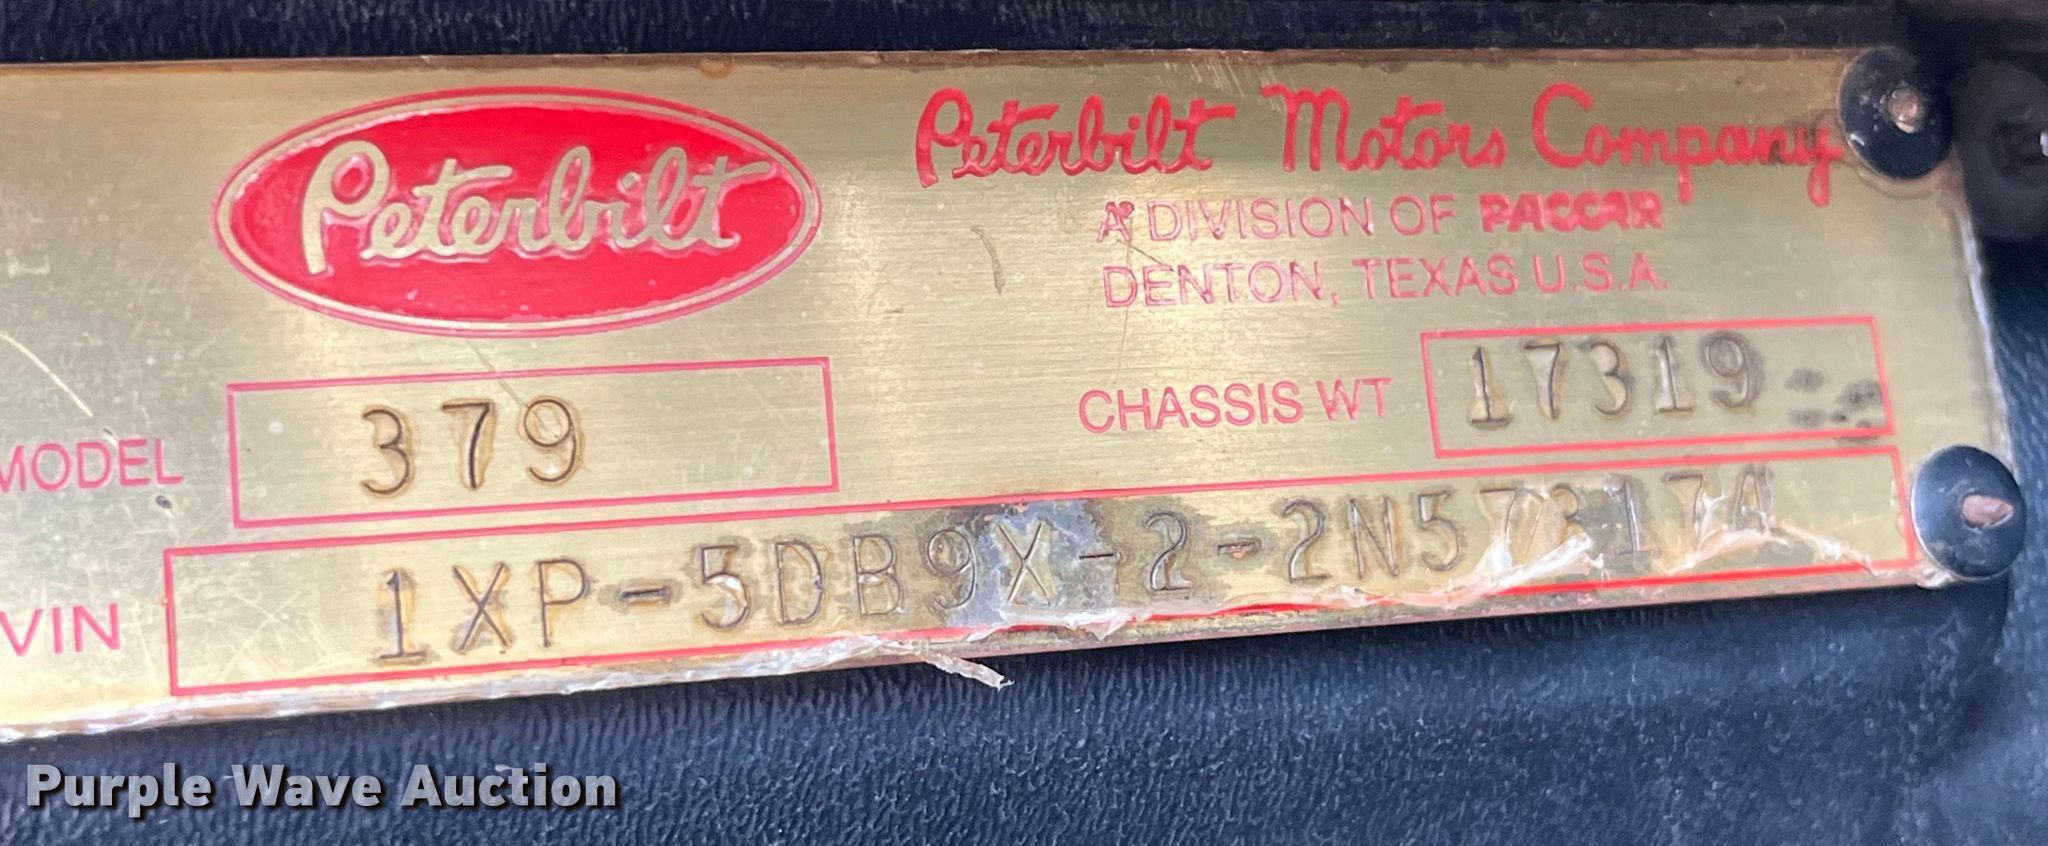 Peterbilt
Peterbilt Motors Company
A DIVISION OF PACCAR
DENTON, TEXAS U.S.A.
MODEL 379
CHASSIS WT 17319
VIN 1XP-5DB9X-2-2N578174
Purple Wave Auction